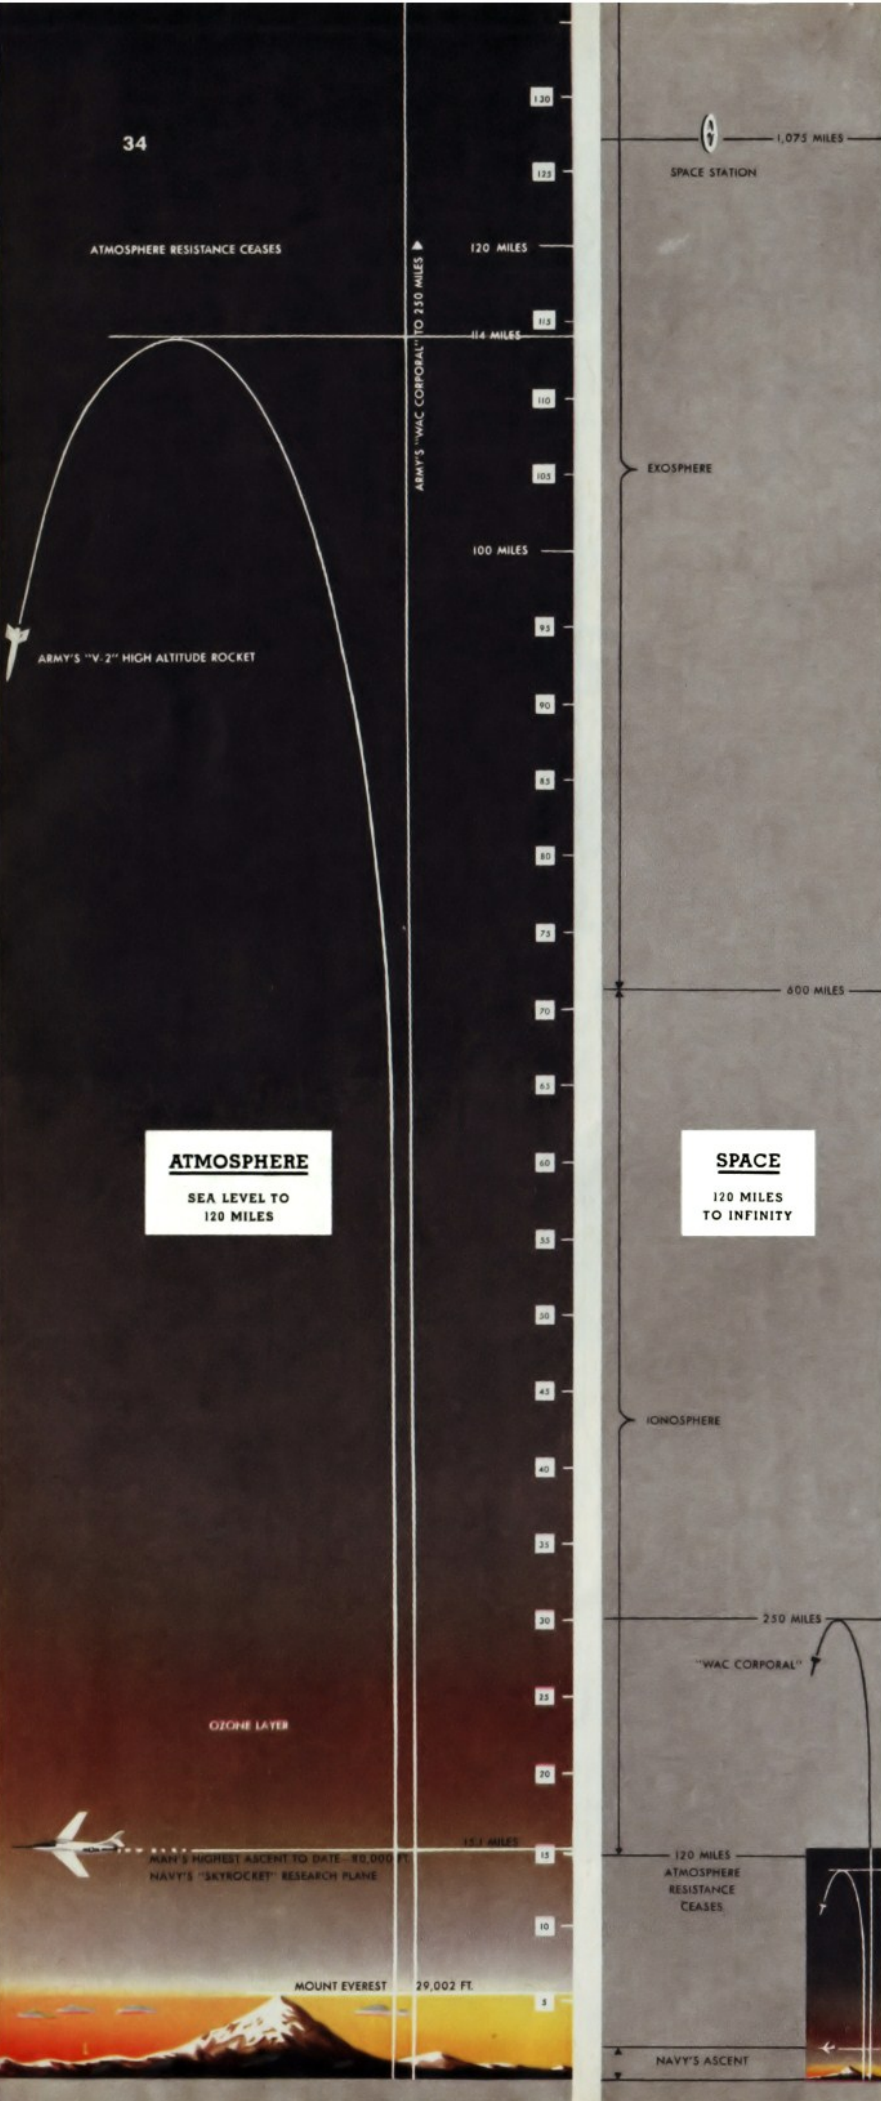 34
ATMOSPHERE RESISTANCE CEASES
ARMY'S "WAC CORPORAL" TO 250 MILES
ARMY'S "V-2" HIGH ALTITUDE ROCKET
ATMOSPHERE
SEA LEVEL TO
120 MILES
OZONE LAYER
MAN'S HIGHEST ASCENT TO DATE—80,000 FT.
NAVY'S "SKYROCKET" RESEARCH PLANE
MOUNT EVEREST 29,002 FT.
130
125
120 MILES
115
114 MILES
110
105
100 MILES
95
90
85
80
75
70
65
60
55
50
45
40
35
30
25
20
15.1 MILES
15
10
5
1,075 MILES
SPACE STATION
EXOSPHERE
600 MILES
SPACE
120 MILES
TO INFINITY
IONOSPHERE
250 MILES
"WAC CORPORAL"
120 MILES
ATMOSPHERE
RESISTANCE
CEASES
NAVY'S ASCENT